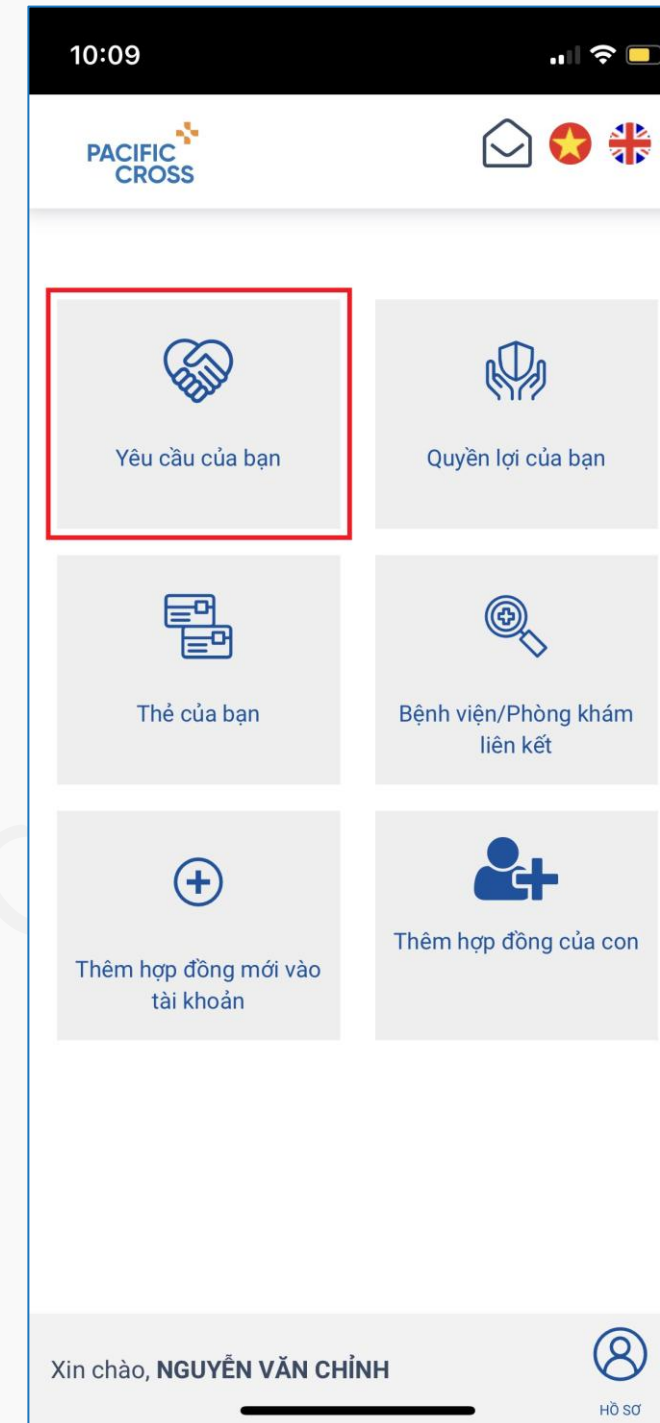 10:09
PACIFIC
CROSS
Yêu cầu của bạn
Quyền lợi của bạn
Thẻ của bạn
Bệnh viện/Phòng khám
liên kết
Thêm hợp đồng mới vào
tài khoản
Thêm hợp đồng của con
Xin chào, NGUYỄN VĂN CHỈNH
HỒ SƠ